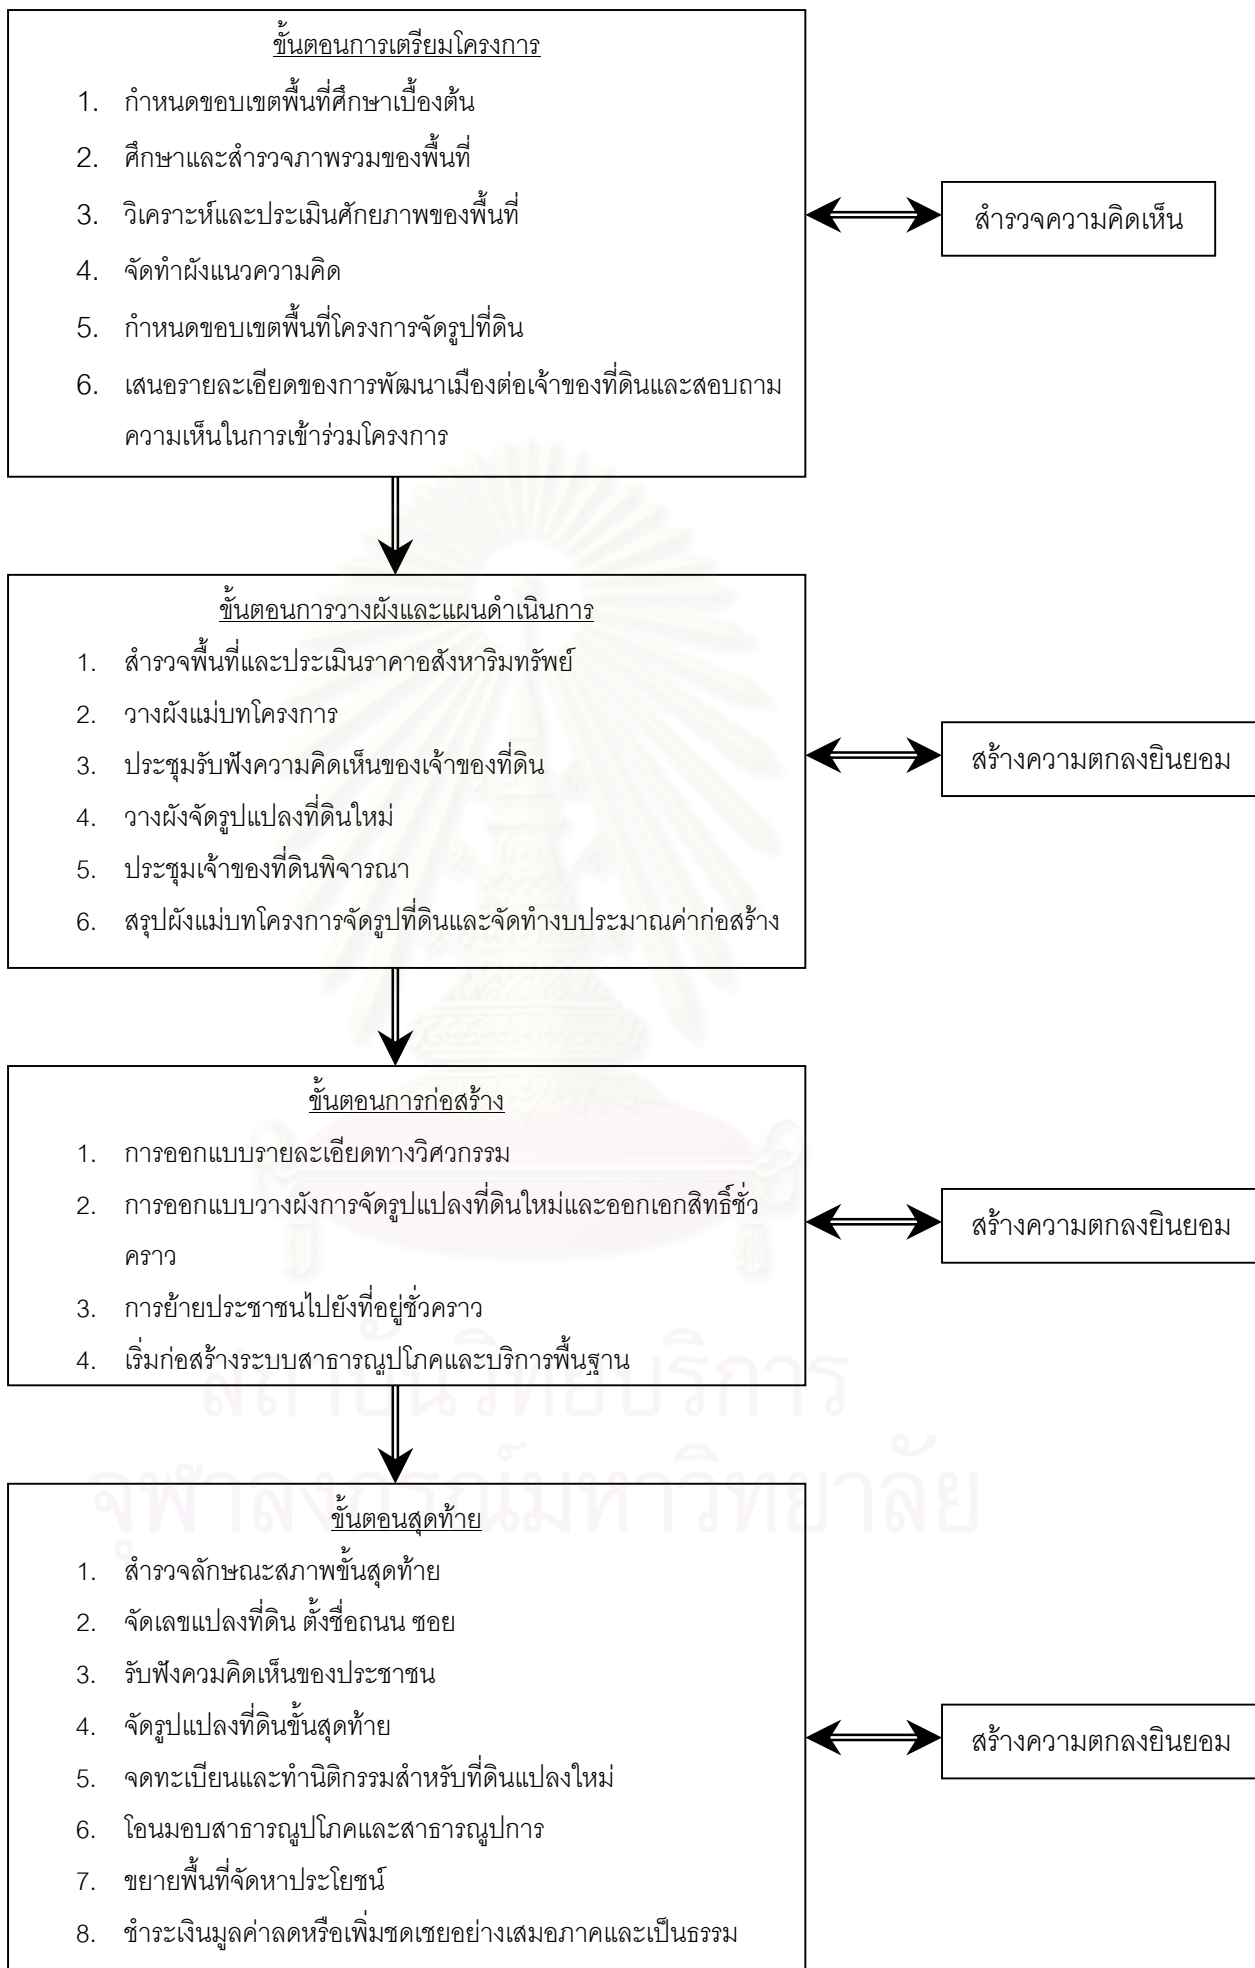 ขั้นตอนการเตรียมโครงการ
1. กำหนดขอบเขตพื้นที่ศึกษาเบื้องต้น
2. ศึกษาและสำรวจภาพรวมของพื้นที่
3. วิเคราะห์และประเมินศักยภาพของพื้นที่
4. จัดทำผังแนวความคิด
5. กำหนดขอบเขตพื้นที่โครงการจัดรูปที่ดิน
6. เสนอรายละเอียดของการพัฒนาเมืองต่อเจ้าของที่ดินและสอบถาม
ความเห็นในการเข้าร่วมโครงการ
สำรวจความคิดเห็น
ขั้นตอนการวางผังและแผนดำเนินการ
1. สำรวจพื้นที่และประเมินราคาอสังหาริมทรัพย์
2. วางผังแม่บทโครงการ
3. ประชุมรับฟังความคิดเห็นของเจ้าของที่ดิน
4. วางผังจัดรูปแปลงที่ดินใหม่
5. ประชุมเจ้าของที่ดินพิจารณา
6. สรุปผังแม่บทโครงการจัดรูปที่ดินและจัดทำงบประมาณค่าก่อสร้าง
สร้างความตกลงยินยอม
ขั้นตอนการก่อสร้าง
1. การออกแบบรายละเอียดทางวิศวกรรม
2. การออกแบบวางผังการจัดรูปแปลงที่ดินใหม่และออกเอกสิทธิ์ชั่ว
คราว
3. การย้ายประชาชนไปยังที่อยู่ชั่วคราว
4. เริ่มก่อสร้างระบบสาธารณูปโภคและบริการพื้นฐาน
สร้างความตกลงยินยอม
สถาบันวิทยบริการ
จุฬาลงกรณ์มหาวิทยาลัย
ขั้นตอนสุดท้าย
1. สำรวจลักษณะสภาพขั้นสุดท้าย
2. จัดเลขแปลงที่ดิน ตั้งชื่อถนน ซอย
3. รับฟังควมคิดเห็นของประชาชน
4. จัดรูปแปลงที่ดินขั้นสุดท้าย
5. จดทะเบียนและทำนิติกรรมสำหรับที่ดินแปลงใหม่
6. โอนมอบสาธารณูปโภคและสาธารณูปการ
7. ขยายพื้นที่จัดหาประโยชน์
8. ชำระเงินมูลค่าลดหรือเพิ่มชดเชยอย่างเสมอภาคและเป็นธรรม
สร้างความตกลงยินยอม